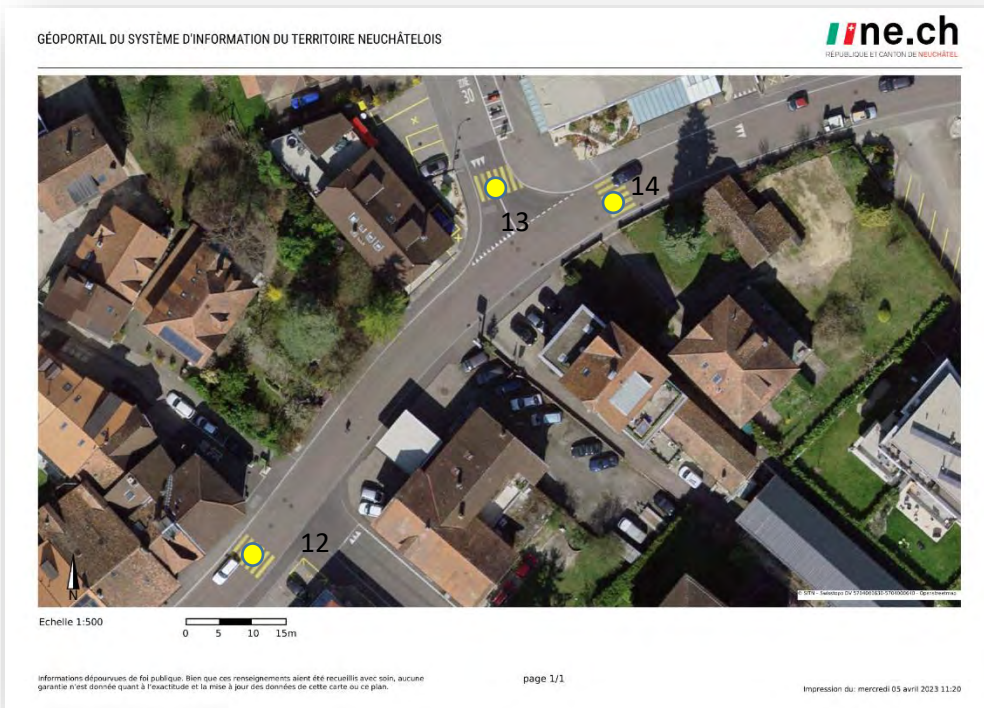 GÉOPORTAIL DU SYSTÈME D'INFORMATION DU TERRITOIRE NEUCHÂTELOIS
ne.ch
RÉPUBLIQUE ET CANTON DE NEUCHÂTEL
14
13
12
N
Echelle 1:500
0 5 10 15m
Informations dépourvues de foi publique. Bien que ces renseignements aient été recueillis avec soin, aucune
garantie n'est donnée quant à l'exactitude et la mise à jour des données de cette carte ou ce plan.
page 1/1
Impression du: mercredi 05 avril 2023 11:20